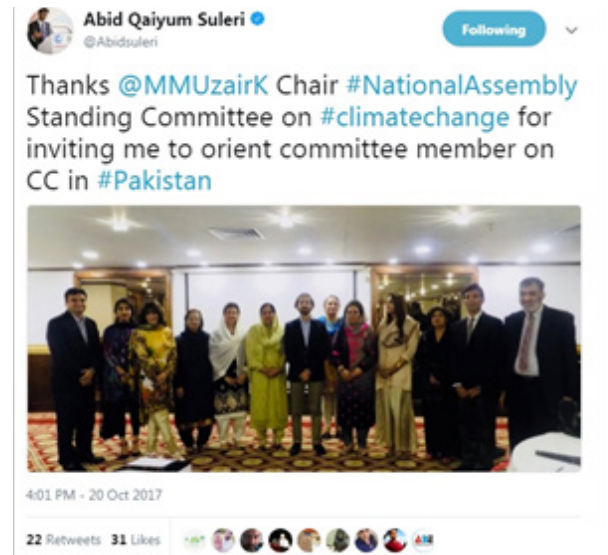 Abid Qaiyum Suleri
@Abidsuleri
Following
Thanks @MMUzairK Chair #NationalAssembly
Standing Committee on #climatechange for
inviting me to orient committee member on
CC in #Pakistan
4:01 PM - 20 Oct 2017
22 Retweets 31 Likes